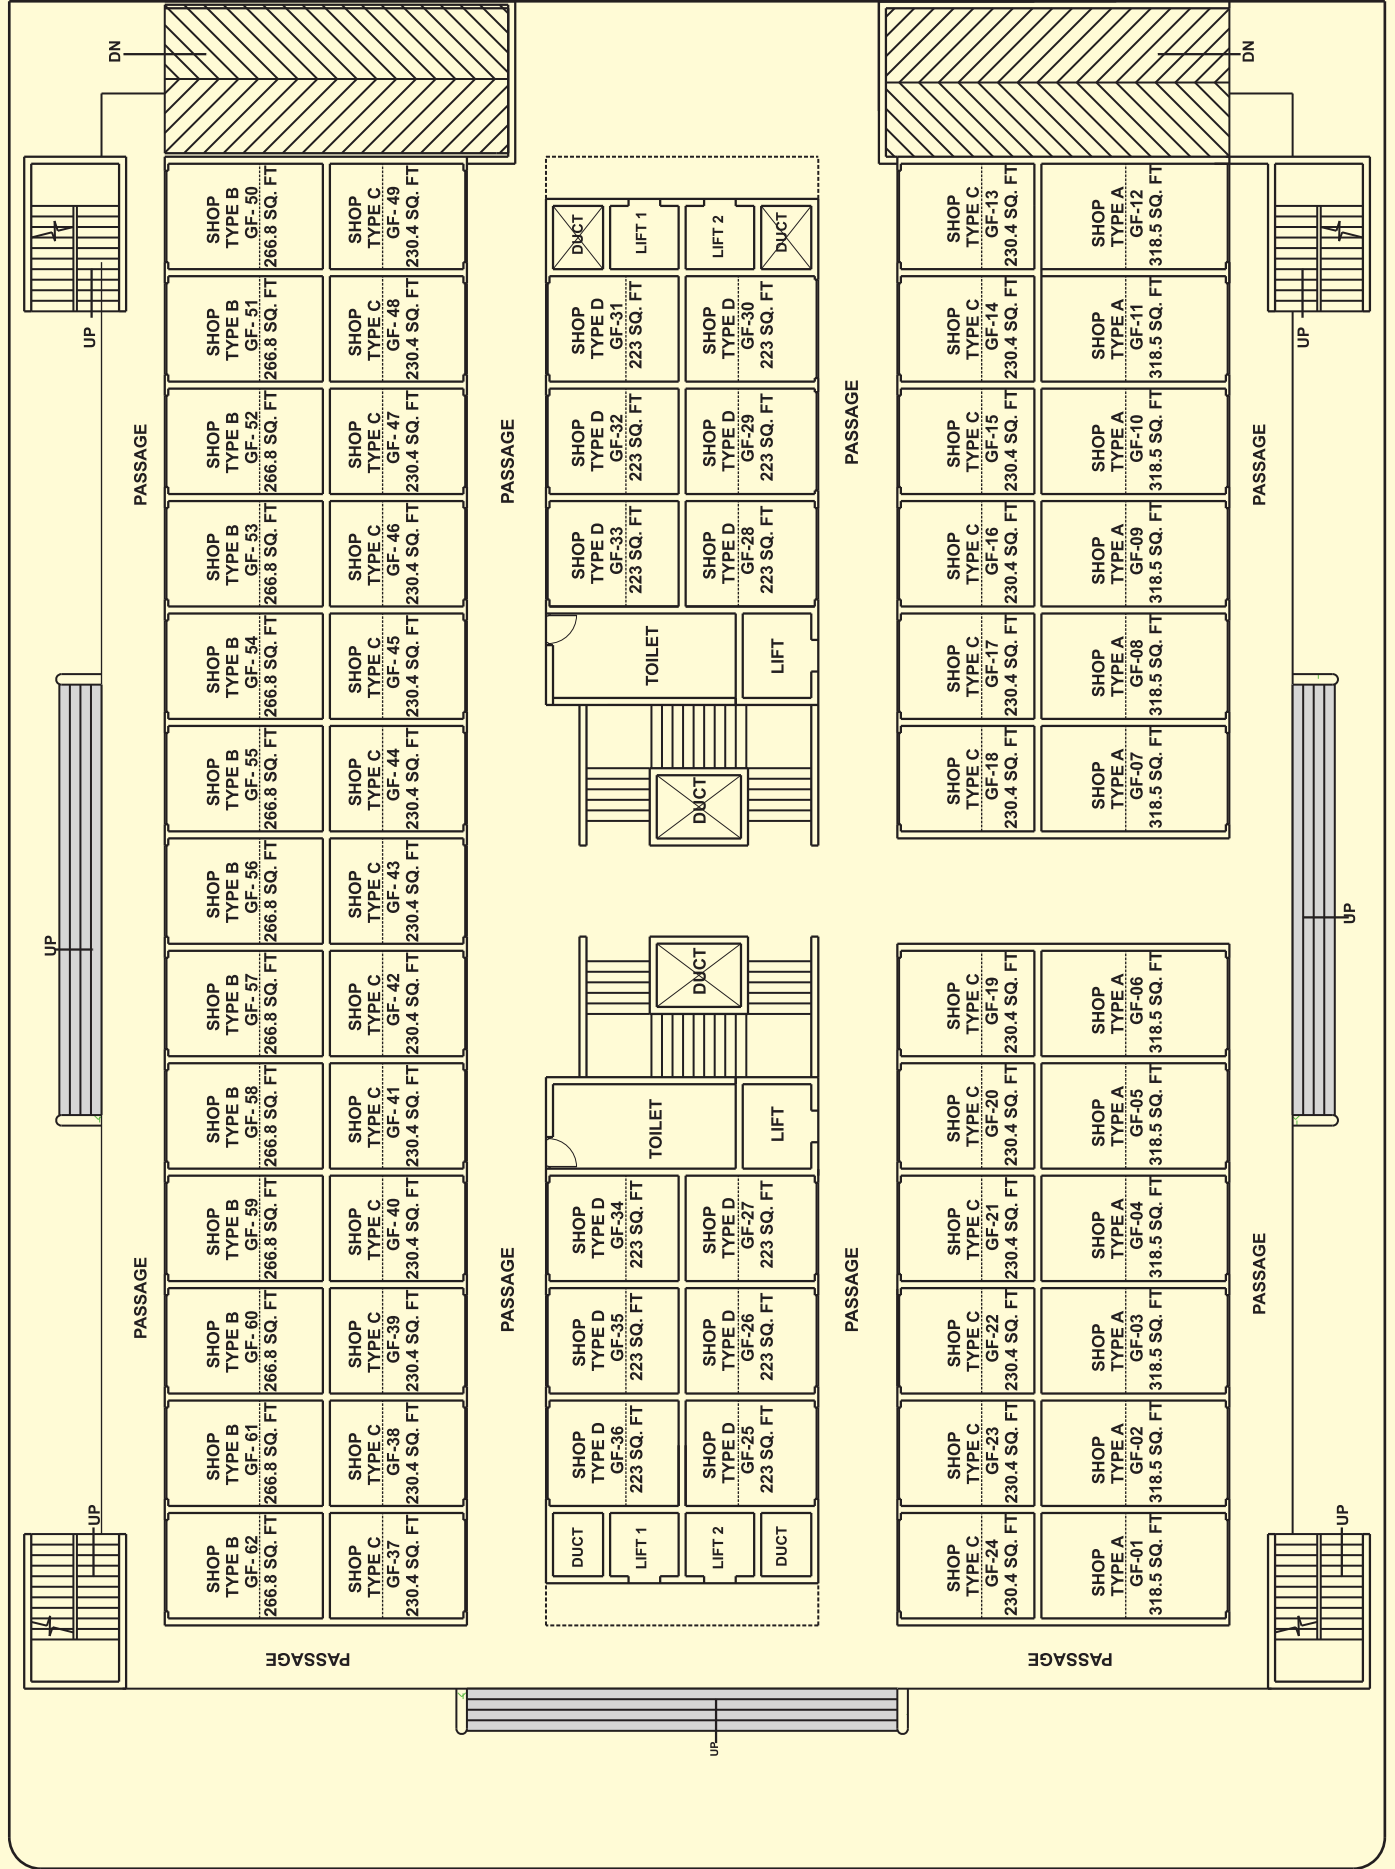 DN
DN
SHOP
TYPE B
GF- 50
266.8 SQ. FT
SHOP
TYPE C
GF- 49
230.4 SQ. FT
DUCT
LIFT 1
LIFT 2
DUCT
SHOP
TYPE C
GF-13
230.4 SQ. FT
SHOP
TYPE A
GF-12
318.5 SQ. FT
UP
SHOP
TYPE B
GF- 51
266.8 SQ. FT
SHOP
TYPE C
GF- 48
230.4 SQ. FT
SHOP
TYPE D
GF-31
223 SQ. FT
SHOP
TYPE D
GF-30
223 SQ. FT
SHOP
TYPE C
GF-14
230.4 SQ. FT
SHOP
TYPE A
GF-11
318.5 SQ. FT
UP
PASSAGE
SHOP
TYPE B
GF- 52
266.8 SQ. FT
SHOP
TYPE C
GF- 47
230.4 SQ. FT
PASSAGE
SHOP
TYPE D
GF-32
223 SQ. FT
SHOP
TYPE D
GF-29
223 SQ. FT
PASSAGE
SHOP
TYPE C
GF-15
230.4 SQ. FT
SHOP
TYPE A
GF-10
318.5 SQ. FT
PASSAGE
SHOP
TYPE B
GF- 53
266.8 SQ. FT
SHOP
TYPE C
GF- 46
230.4 SQ. FT
SHOP
TYPE D
GF-33
223 SQ. FT
SHOP
TYPE D
GF-28
223 SQ. FT
SHOP
TYPE C
GF-16
230.4 SQ. FT
SHOP
TYPE A
GF-09
318.5 SQ. FT
SHOP
TYPE B
GF- 54
266.8 SQ. FT
SHOP
TYPE C
GF- 45
230.4 SQ. FT
TOILET
LIFT
SHOP
TYPE C
GF-17
230.4 SQ. FT
SHOP
TYPE A
GF-08
318.5 SQ. FT
SHOP
TYPE B
GF- 55
266.8 SQ. FT
SHOP
TYPE C
GF- 44
230.4 SQ. FT
DUCT
SHOP
TYPE C
GF-18
230.4 SQ. FT
SHOP
TYPE A
GF-07
318.5 SQ. FT
SHOP
TYPE B
GF- 56
266.8 SQ. FT
SHOP
TYPE C
GF- 43
230.4 SQ. FT
UP
UP
SHOP
TYPE B
GF- 57
266.8 SQ. FT
SHOP
TYPE C
GF- 42
230.4 SQ. FT
DUCT
SHOP
TYPE C
GF-19
230.4 SQ. FT
SHOP
TYPE A
GF-06
318.5 SQ. FT
SHOP
TYPE B
GF- 58
266.8 SQ. FT
SHOP
TYPE C
GF- 41
230.4 SQ. FT
TOILET
LIFT
SHOP
TYPE C
GF-20
230.4 SQ. FT
SHOP
TYPE A
GF-05
318.5 SQ. FT
SHOP
TYPE B
GF- 59
266.8 SQ. FT
SHOP
TYPE C
GF- 40
230.4 SQ. FT
SHOP
TYPE D
GF-34
223 SQ. FT
SHOP
TYPE D
GF-27
223 SQ. FT
SHOP
TYPE C
GF-21
230.4 SQ. FT
SHOP
TYPE A
GF-04
318.5 SQ. FT
PASSAGE
SHOP
TYPE B
GF- 60
266.8 SQ. FT
SHOP
TYPE C
GF-39
230.4 SQ. FT
PASSAGE
SHOP
TYPE D
GF-35
223 SQ. FT
SHOP
TYPE D
GF-26
223 SQ. FT
PASSAGE
SHOP
TYPE C
GF-22
230.4 SQ. FT
SHOP
TYPE A
GF-03
318.5 SQ. FT
PASSAGE
SHOP
TYPE B
GF- 61
266.8 SQ. FT
SHOP
TYPE C
GF-38
230.4 SQ. FT
SHOP
TYPE D
GF-36
223 SQ. FT
SHOP
TYPE D
GF-25
223 SQ. FT
SHOP
TYPE C
GF-23
230.4 SQ. FT
SHOP
TYPE A
GF-02
318.5 SQ. FT
UP
SHOP
TYPE B
GF- 62
266.8 SQ. FT
SHOP
TYPE C
GF-37
230.4 SQ. FT
DUCT
LIFT 1
LIFT 2
DUCT
SHOP
TYPE C
GF-24
230.4 SQ. FT
SHOP
TYPE A
GF-01
318.5 SQ. FT
UP
PASSAGE
PASSAGE
UP